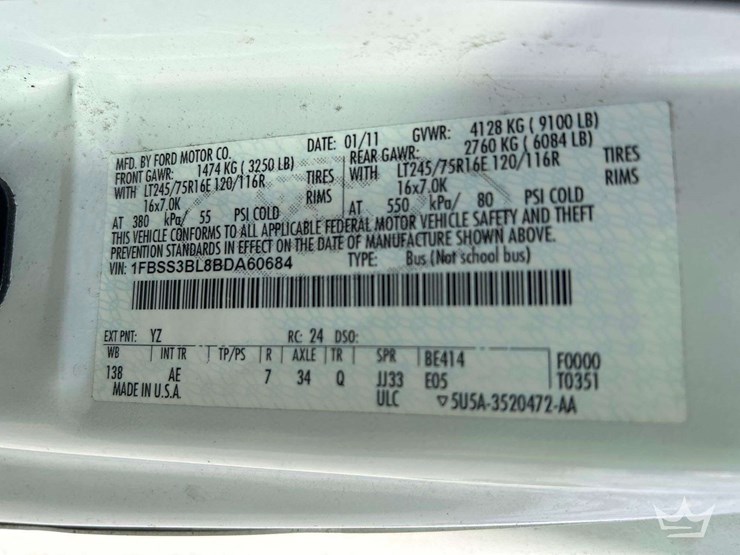 MFD. BY FORD MOTOR CO. DATE: 01/11 GVWR: 4128 KG ( 9100 LB)
FRONT GAWR: 1474 KG ( 3250 LB) REAR GAWR: 2760 KG ( 6084 LB)
WITH LT245/75R16E 120/116R TIRES WITH LT245/75R16E 120/116R TIRES
16x7.0K RIMS 16x7.0K RIMS
AT 380 kPa/ 55 PSI COLD AT 550 kPa/ 80 PSI COLD
THIS VEHICLE CONFORMS TO ALL APPLICABLE FEDERAL MOTOR VEHICLE SAFETY AND THEFT
PREVENTION STANDARDS IN EFFECT ON THE DATE OF MANUFACTURE SHOWN ABOVE.
VIN: 1FBSS3BL8BDA60684 TYPE: Bus (Not school bus)
EXT PNT: YZ RC: 24 DSO:
WB INT TR TP/PS R AXLE TR SPR BE414 F0000
138 AE 7 34 Q JJ33 E05 T0351
MADE IN U.S.A. ULC ▽5U5A-3520472-AA